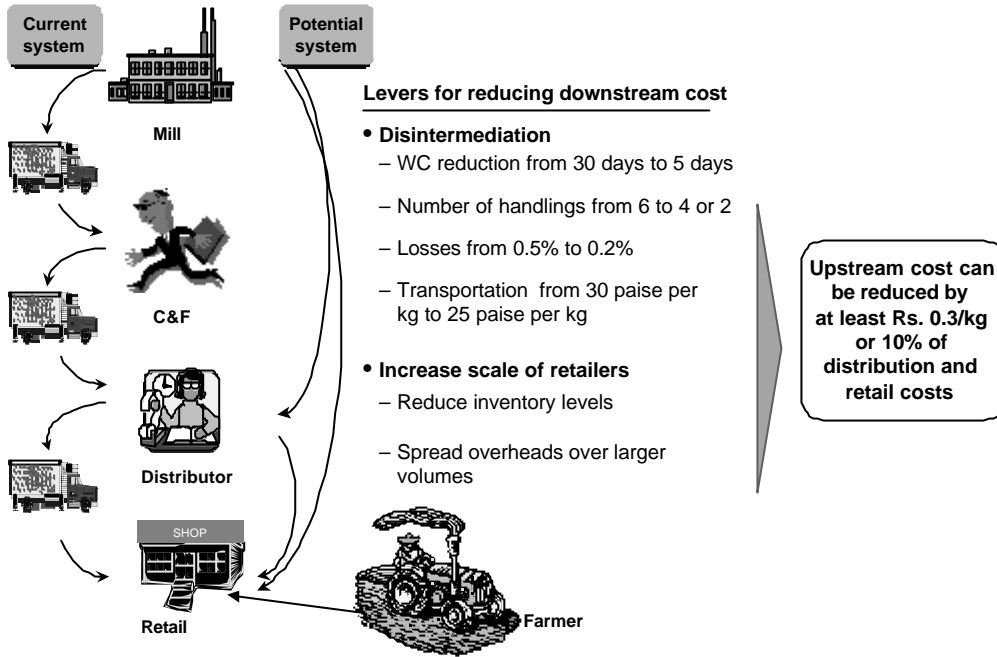 Current
system
Potential
system
Mill
C&F
Distributor
SHOP
Retail
Farmer
Levers for reducing downstream cost
• Disintermediation
– WC reduction from 30 days to 5 days
– Number of handlings from 6 to 4 or 2
– Losses from 0.5% to 0.2%
– Transportation from 30 paise per
kg to 25 paise per kg
• Increase scale of retailers
– Reduce inventory levels
– Spread overheads over larger
volumes
Upstream cost can
be reduced by
at least Rs. 0.3/kg
or 10% of
distribution and
retail costs